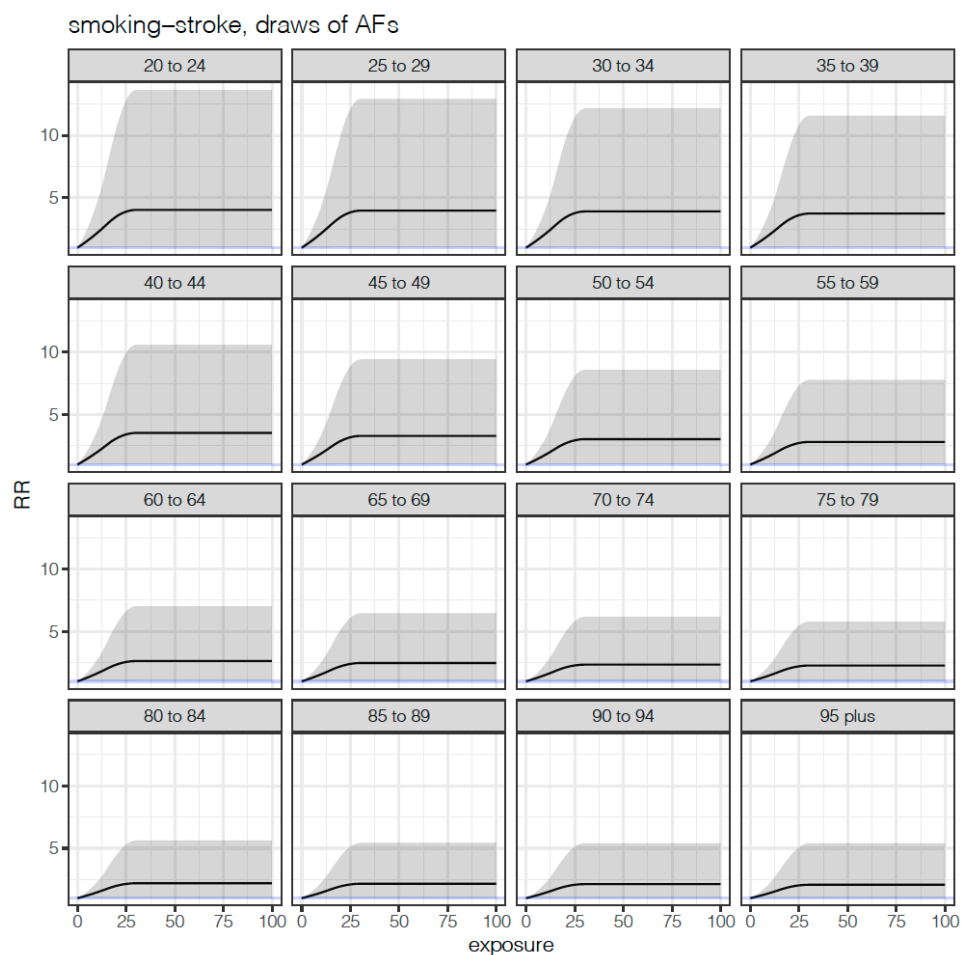 smoking–stroke, draws of AFs
20 to 24 25 to 29 30 to 34 35 to 39
10
5
40 to 44 45 to 49 50 to 54 55 to 59
10
5
RR
60 to 64 65 to 69 70 to 74 75 to 79
10
5
80 to 84 85 to 89 90 to 94 95 plus
10
5
0 25 50 75 100 0 25 50 75 100 0 25 50 75 100 0 25 50 75 100
exposure